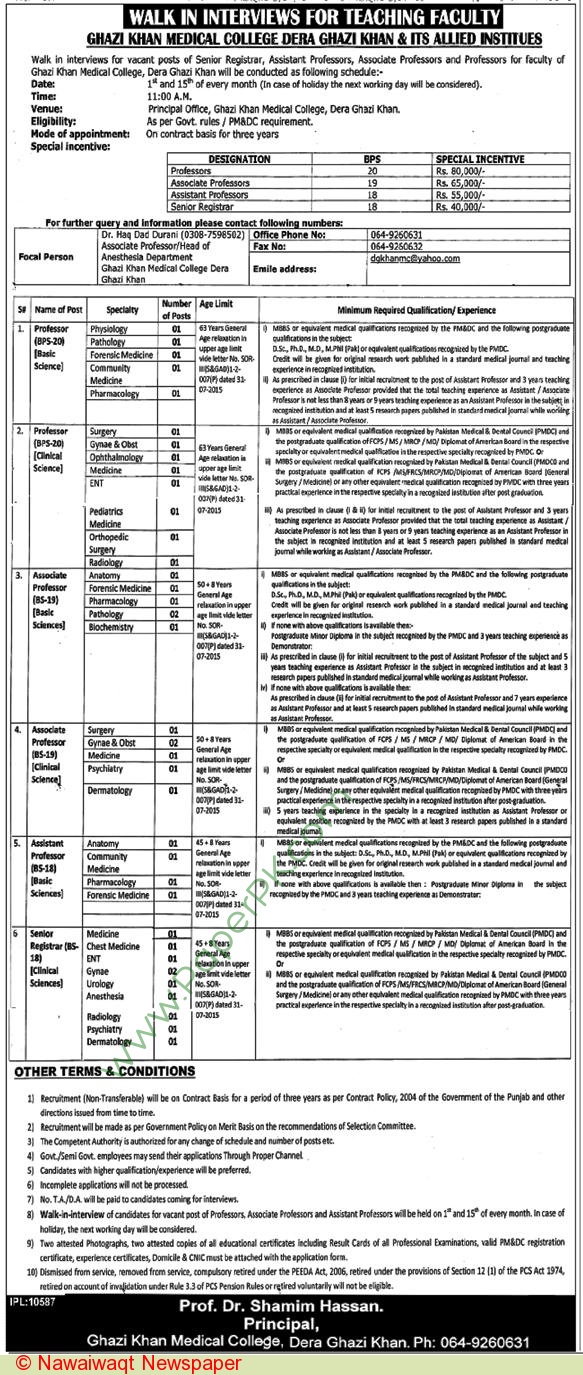 WALK IN INTERVIEWS FOR TEACHING FACULTY
GHAZI KHAN MEDICAL COLLEGE DERA GHAZI KHAN & ITS ALLIED INSTITUES
Walk in interviews for vacant posts of Senior Registrar, Assistant Professors, Associate Professors and Professors for faculty of
Ghazi Khan Medical College, Dera Ghazi Khan will be conducted as following schedule:-
Date: 1st and 15th of every month (In case of holiday the next working day will be considered).
Time: 11:00 A.M.
Venue: Principal Office, Ghazi Khan Medical College, Dera Ghazi Khan.
Eligibility: As per Govt. rules / PM&DC requirement.
Mode of appointment: On contract basis for three years
Special incentive:
DESIGNATION BPS SPECIAL INCENTIVE
Professors 20 Rs. 80,000/-
Associate Professors 19 Rs. 65,000/-
Assistant Professors 18 Rs. 55,000/-
Senior Registrar 18 Rs. 40,000/-
For further query and information please contact following numbers:
Focal Person
Dr. Haq Dad Durani (0308-7598502)
Associate Professor/Head of
Anesthesia Department
Ghazi Khan Medical College Dera
Ghazi Khan
Office Phone No: 064-9260631
Fax No: 064-9260632
Emile address: dgkhanmc@yahoo.com
S# Name of Post Specialty Number of Posts Age Limit Minimum Required Qualification/ Experience
1. Professor
(BPS-20)
[Basic
Science]
Physiology 01
Pathology 01
Forensic Medicine 01
Community Medicine 01
Pharmacology 01
63 Years General
Age relaxation in
upper age limit
vide letter No. SOR-
III(S&GAD)1-2-
007(P) dated 31-
07-2015
i) MBBS or equivalent medical qualifications recognized by the PM&DC and the following postgraduate
qualifications in the subject:
D.Sc., Ph.D., M.D., M.Phil (Pak) or equivalent qualifications recognized by the PMDC.
Credit will be given for original research work published in a standard medical journal and teaching
experience in recognized institution.
ii) As prescribed in clause (i) for initial recruitment to the post of Assistant Professor and 3 years teaching
experience as Associate Professor provided that the total teaching experience as Assistant / Associate
Professor is not less than 8 years or 9 years teaching experience as an Assistant Professor in the subject in
recognized institution and at least 5 research papers published in standard medical journal while working
as Assistant / Associate Professor.
2. Professor
(BPS-20)
[Clinical
Science]
Surgery 01
Gynae & Obst 01
Ophthalmology 01
Medicine 01
ENT 01
Pediatrics Medicine 01
Orthopedic Surgery 01
Radiology 01
63 Years General
Age relaxation in
upper age limit
vide letter No. SOR-
III(S&GAD)1-2-
007(P) dated 31-
07-2015
i) MBBS or equivalent medical qualifications recognized by Pakistan Medical & Dental Council (PMDC) and
the postgraduate qualification of FCPS / MS / MRCP / MD/ Diplomat of American Board in the respective
specialty or equivalent medical qualification in the respective specialty recognized by PMDC. Or
ii) MBBS or equivalent medical qualifications recognized by Pakistan Medical & Dental Council (PMDC0
and the postgraduate qualification of FCPS /MS/FRCS/MRCP/MD/Diplomat of American Board (General
Surgery / Medicine) or any other equivalent medical qualification by PMDC with three years
practical experience in the respective specialty in a recognized institution after post graduation.
iii) As prescribed in clause (i & ii) for initial recruitment to the post of Assistant Professor and 3 years
teaching experience as Associate Professor provided that the total teaching experience as Assistant /
Associate Professor is not less than 8 years or 9 years teaching experience as an Assistant Professor in
the subject in recognized institution and at least 5 research papers published in standard medical
journal while working as Assistant / Associate Professor.
3. Associate
Professor
(BS-19)
[Basic
Sciences]
Anatomy 01
Forensic Medicine 01
Pharmacology 01
Pathology 02
Biochemistry 01
50 + 8 Years
General Age
relaxation in upper
age limit vide letter
No. SOR-
III(S&GAD)1-2-
007(P) dated 31-
07-2015
i) MBBS or equivalent medical qualifications recognized by the PM&DC and the following postgraduate
qualifications in the subject:
D.Sc., Ph.D., M.D., M.Phil (Pak) or equivalent qualifications recognized by the PMDC.
Credit will be given for original research work published in a standard medical journal and teaching
experience in recognized institution.
ii) If none with above qualifications is available then:-
Postgraduate Minor Diploma in the subject recognized by the PMDC and 3 years teaching experience as
Demonstrator:
iii) As prescribed in clause (i) for initial recruitment to the post of Assistant Professor of the subject and 5
years teaching experience as Assistant Professor in the subject in recognized institution and at least 3
research papers published in standard medical journal while working as Assistant Professor.
iv) If none with above qualifications is available then:
As prescribed in clause (ii) for initial recruitment to the post of Assistant Professor and 7 years experience
as Assistant Professor and at least 5 research papers published in standard medical journal while working
as Assistant Professor.
4. Associate
Professor
(BS-19)
[Clinical
Science]
Surgery 01
Gynae & Obst 02
Medicine 01
Psychiatry 01
Dermatology 01
50 + 8 Years
General Age
relaxation in upper
age limit vide letter
No. SOR-
III(S&GAD)1-2-
007(P) dated 31-
07-2015
i) MBBS or equivalent medical qualifications recognized by Pakistan Medical & Dental Council (PMDC) and
the postgraduate qualification of FCPS / MS / MRCP / MD/ Diplomat of American Board in the
respective specialty or equivalent medical qualification in the respective specialty recognized by PMDC.
Or
ii) MBBS or equivalent medical qualifications recognized by Pakistan Medical & Dental Council (PMDC0
and the postgraduate qualification of FCPS /MS/FRCS/MRCP/MD/Diplomat of American Board (General
Surgery / Medicine) or any other equivalent medical qualification recognized by PMDC with three years
practical experience in the respective specialty in a recognized institution after post-graduation.
iii) 5 years teaching experience in the respective specialty in recognized institution as Assistant Professor or
equivalent position recognized by the PMDC with at least 3 research papers published in a standard
medical journal.
5. Assistant
Professor
(BS-18)
[Basic
Sciences]
Anatomy 01
Community Medicine 01
Pharmacology 01
Forensic Medicine 01
45 + 8 Years
General Age
relaxation in upper
age limit vide letter
No. SOR-
III(S&GAD)1-2-
007(P) dated 31-
07-2015
i) MBBS or equivalent medical qualifications recognized by the PM&DC and the following postgraduate
qualifications in the subject: D.Sc., Ph.D., M.D., M.Phil (Pak) or equivalent qualifications recognized by
the PMDC. Credit will be given for original research work published in a standard medical journal and
teaching experience in recognized institution.
ii) If none with above qualifications is available then : Postgraduate Minor Diploma in the subject
recognized by the PMDC and 3 years teaching experience as Demonstrator:
6 Senior
Registrar (BS-
18)
[Clinical
Sciences]
Medicine 01
Chest Medicine 01
ENT 01
Gynae 02
Urology 01
Anesthesia 01
Radiology 01
Psychiatry 01
Dermatology 01
45 + 8 Years
General Age
relaxation in upper
age limit vide letter
No. SOR-
III(S&GAD)1-2-
007(P) dated 31-
07-2015
i) MBBS or equivalent medical qualifications recognized by Pakistan Medical & Dental Council (PMDC) and
the postgraduate qualification of FCPS / MS / MRCP / MD/ Diplomat of American Board in the
respective specialty or equivalent medical qualification in the respective specialty recognized by PMDC.
Or
ii) MBBS or equivalent medical qualifications recognized by Pakistan Medical & Dental Council (PMDC0
and the postgraduate qualification of FCPS /MS/FRCS/MRCP/MD/Diplomat of American Board (General
Surgery / Medicine) or any other equivalent medical qualification recognized by PMDC with three years
practical experience in the respective specialty in a recognized institution after post-graduation.
www.PaperPk.com
OTHER TERMS & CONDITIONS
1) Recruitment (Non-Transferable) will be on Contract Basis for a period of three years as per Contract Policy, 2004 of the Government of the Punjab and other
directions issued from time to time.
2) Recruitment will be made as per Government Policy on Merit Basis on the recommendations of Selection Committee.
3) The Competent Authority is authorized for any change of schedule and number of posts etc.
4) Govt./Semi Govt. employees may send their applications Through Proper Channel.
5) Candidates with higher qualification/experience will be preferred.
6) Incomplete applications will not be processed.
7) No. T.A./D.A. will be paid to candidates coming for interviews.
8) Walk-in-interview of candidates for vacant post of Professors, Associate Professors and Assistant Professors will be held on 1st and 15th of every month. In case of
holiday, the next working day will be considered.
9) Two attested Photographs, two attested copies of all educational certificates including Result Cards of all Professional Examinations, valid PM&DC registration
certificate, experience certificates, Domicile & CNIC must be attached with the application form.
10) Dismissed from service, removed from service, compulsory retired under the PEEDA Act, 2006, retired under the provisions of Section 12 (1) of the PCS Act 1974,
retired on account of invalidation under Rule 3.3 of PCS Pension Rules or retired voluntarily will not be eligible.
IPL:10587
Prof. Dr. Shamim Hassan.
Principal,
Ghazi Khan Medical College, Dera Ghazi Khan. Ph: 064-9260631
© Nawaiwaqt Newspaper